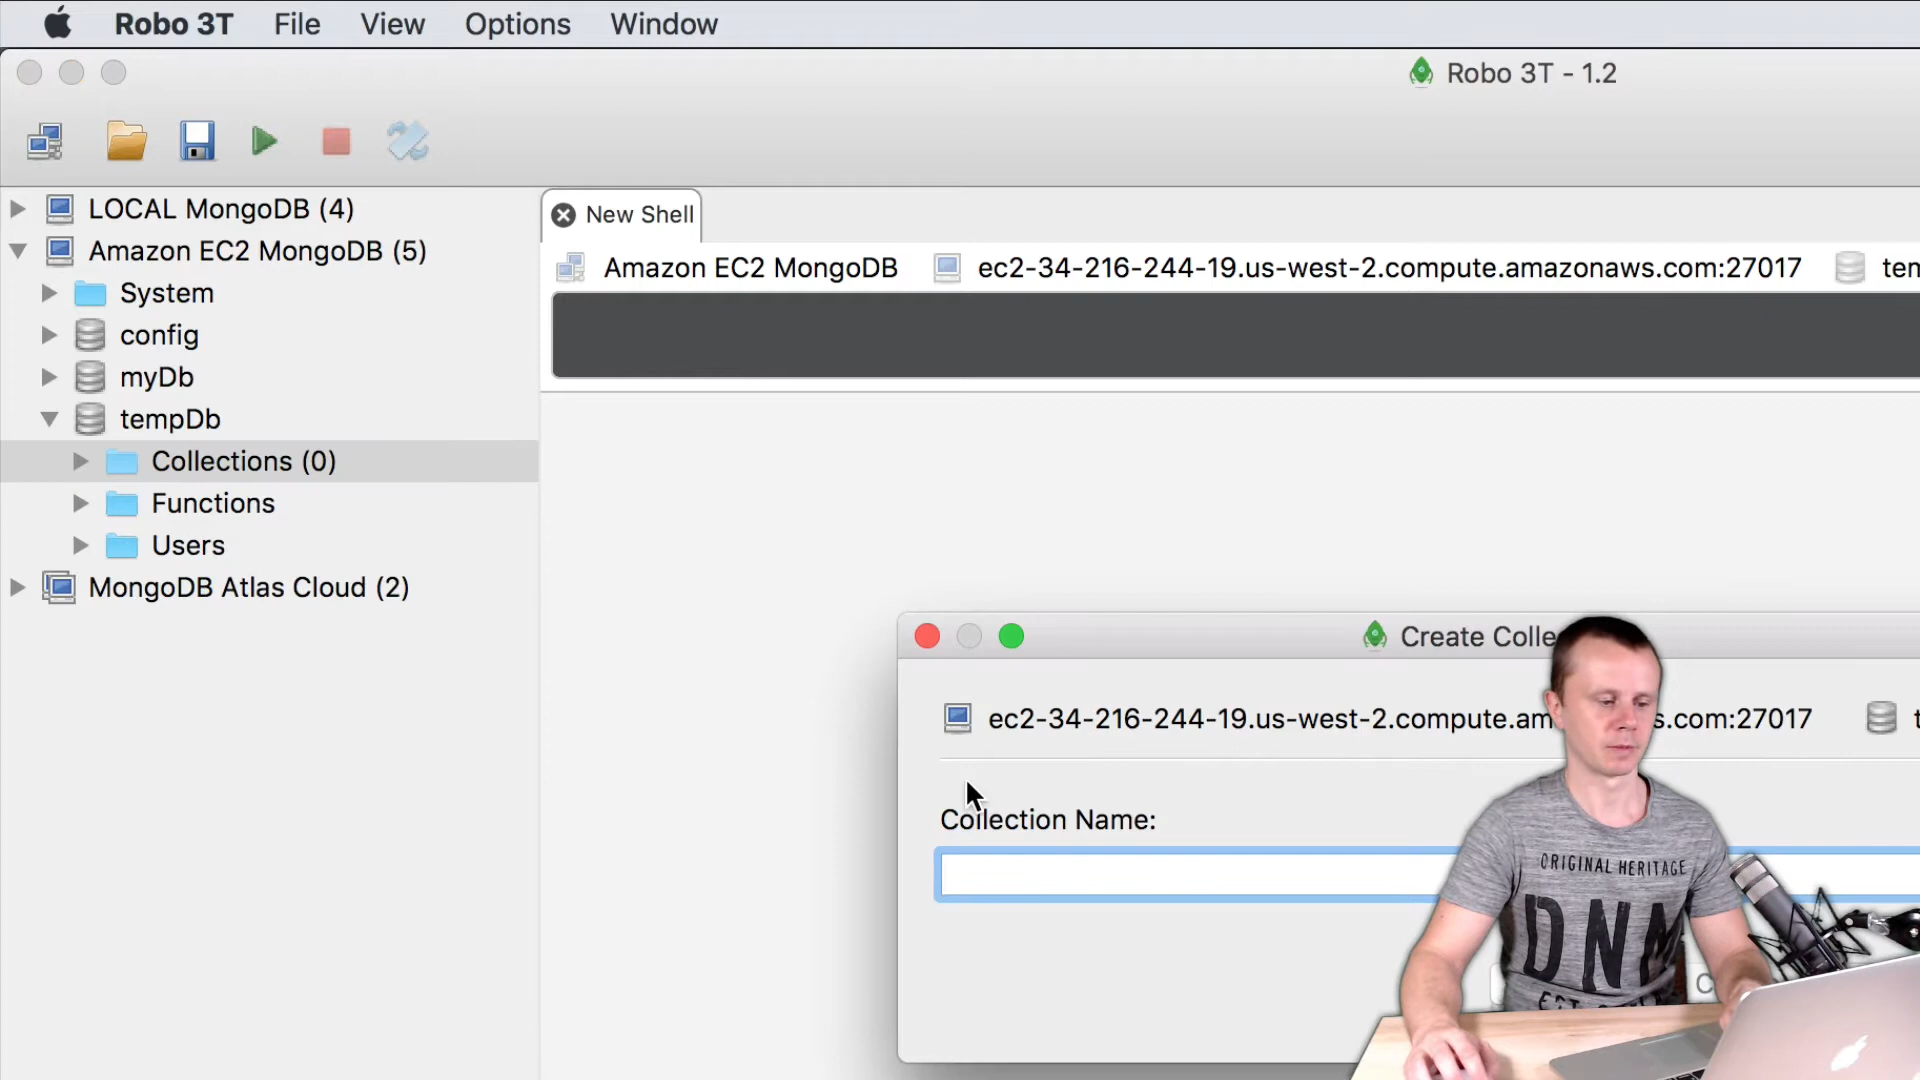 Robo 3T File View Options Window
Robo 3T - 1.2
LOCAL MongoDB (4)
Amazon EC2 MongoDB (5)
System
config
myDb
tempDb
Collections (0)
Functions
Users
MongoDB Atlas Cloud (2)
New Shell
Amazon EC2 MongoDB ec2-34-216-244-19.us-west-2.compute.amazonaws.com:27017 tem
Create Colle
ec2-34-216-244-19.us-west-2.compute.am ws.com:27017 t
Collection Name:
C
ORIGINAL HERITAGE
DNA